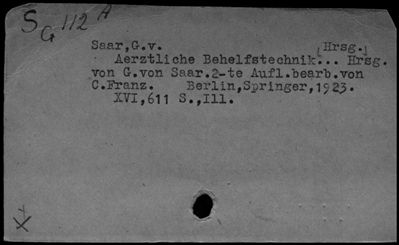 S G 112 A
Saar,G.v. (Hrsg.)
Aerztliche Behelfstechnik... Hrsg.
von G.von Saar.2-te Aufl.bearb.von
C.Franz. Berlin,Springer,1923.
XVI,611 S.,Ill.
X